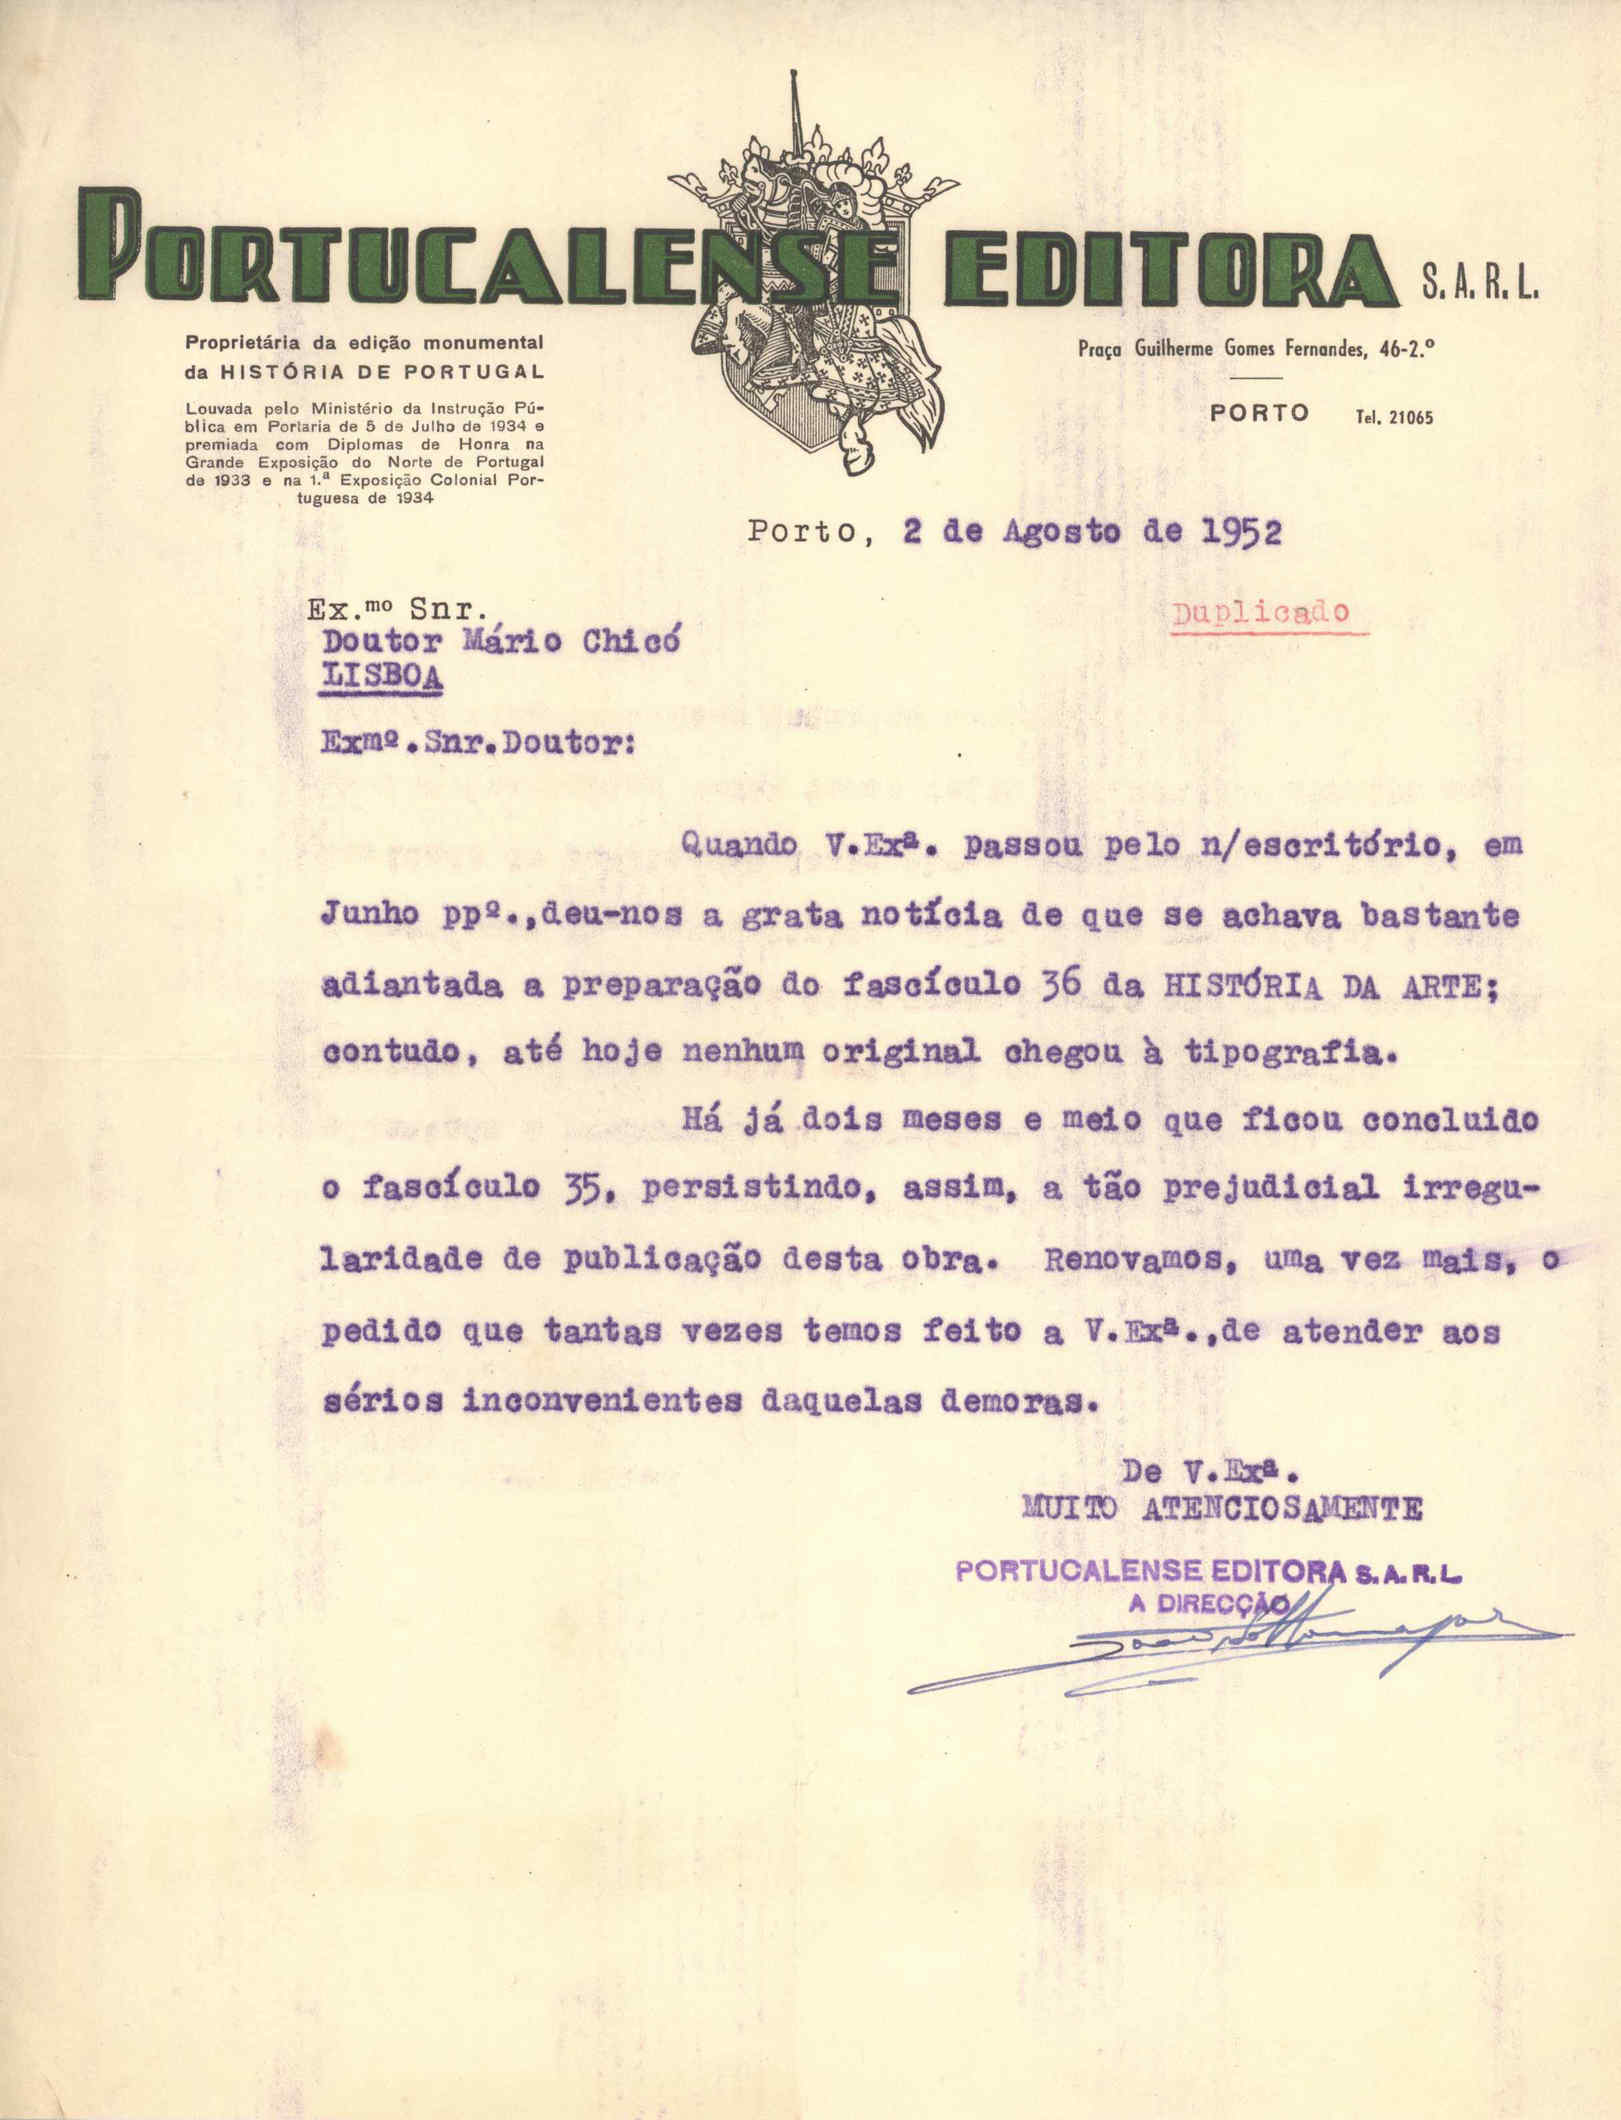 PORTUCALENSE EDITORA S.A.R.L.
Proprietária da edição monumental
da HISTÓRIA DE PORTUGAL
Louvada pelo Ministério da Instrução Pú-
blica em Portaria de 5 de Julho de 1934 e
premiada com Diplomas de Honra na
Grande Exposição do Norte de Portugal
de 1933 e na 1.ª Exposição Colonial Por-
tuguesa de 1934
Praça Guilherme Gomes Fernandes, 46-2.º
PORTO Tel. 21065
Porto, 2 de Agosto de 1952
Ex.mo Snr.
Duplicado
Doutor Mário Chicó
LISBOA
Exmº.Snr.Doutor:
Quando V.Exª. passou pelo n/escritório, em
Junho ppº.,deu-nos a grata notícia de que se achava bastante
adiantada a preparação do fascículo 36 da HISTÓRIA DA ARTE;
contudo, até hoje nenhum original chegou à tipografia.
Há já dois meses e meio que ficou concluido
o fascículo 35, persistindo, assim, a tão prejudicial irregu-
laridade de publicação desta obra. Renovamos, uma vez mais, o
pedido que tantas vezes temos feito a V.Exª.,de atender aos
sérios inconvenientes daquelas demoras.
De V.Exª.
MUITO ATENCIOSAMENTE
PORTUCALENSE EDITORA S.A.R.L
A DIRECÇÃO